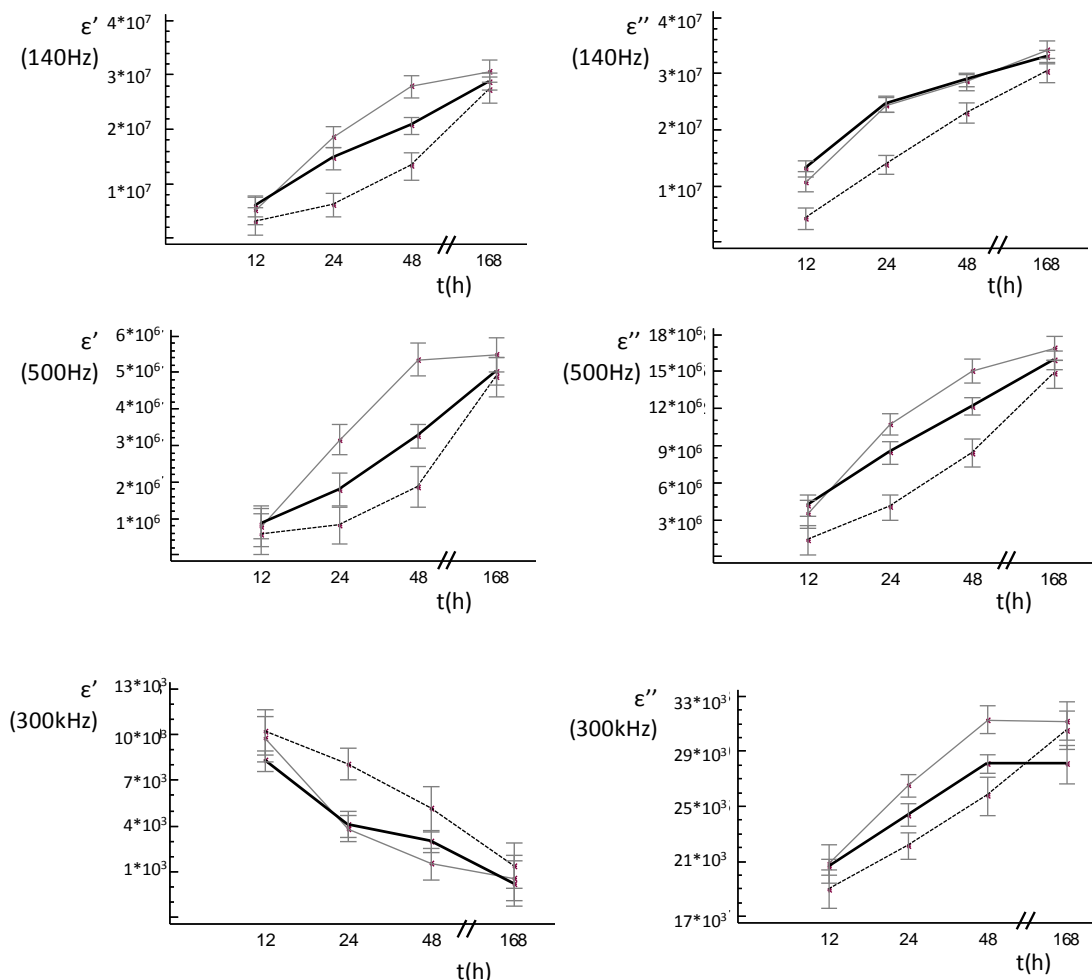 ε’
(140Hz)
4*10⁷
3*10⁷
2*10⁷
1*10⁷
12 24 48 168
t(h)
ε’’
(140Hz)
4*10⁷
3*10⁷
2*10⁷
1*10⁷
12 24 48 168
t(h)
ε’
(500Hz)
6*10⁶
5*10⁶
4*10⁶
3*10⁶
2*10⁶
1*10⁶
12 24 48 168
t(h)
ε’’
(500Hz)
18*10⁶
15*10⁶
12*10⁶
9*10⁶
6*10⁶
3*10⁶
12 24 48 168
t(h)
ε’
(300kHz)
13*10³
10*10³
7*10³
4*10³
1*10³
12 24 48 168
t(h)
ε’’
(300kHz)
33*10³
29*10³
25*10³
21*10³
17*10³
12 24 48 168
t(h)